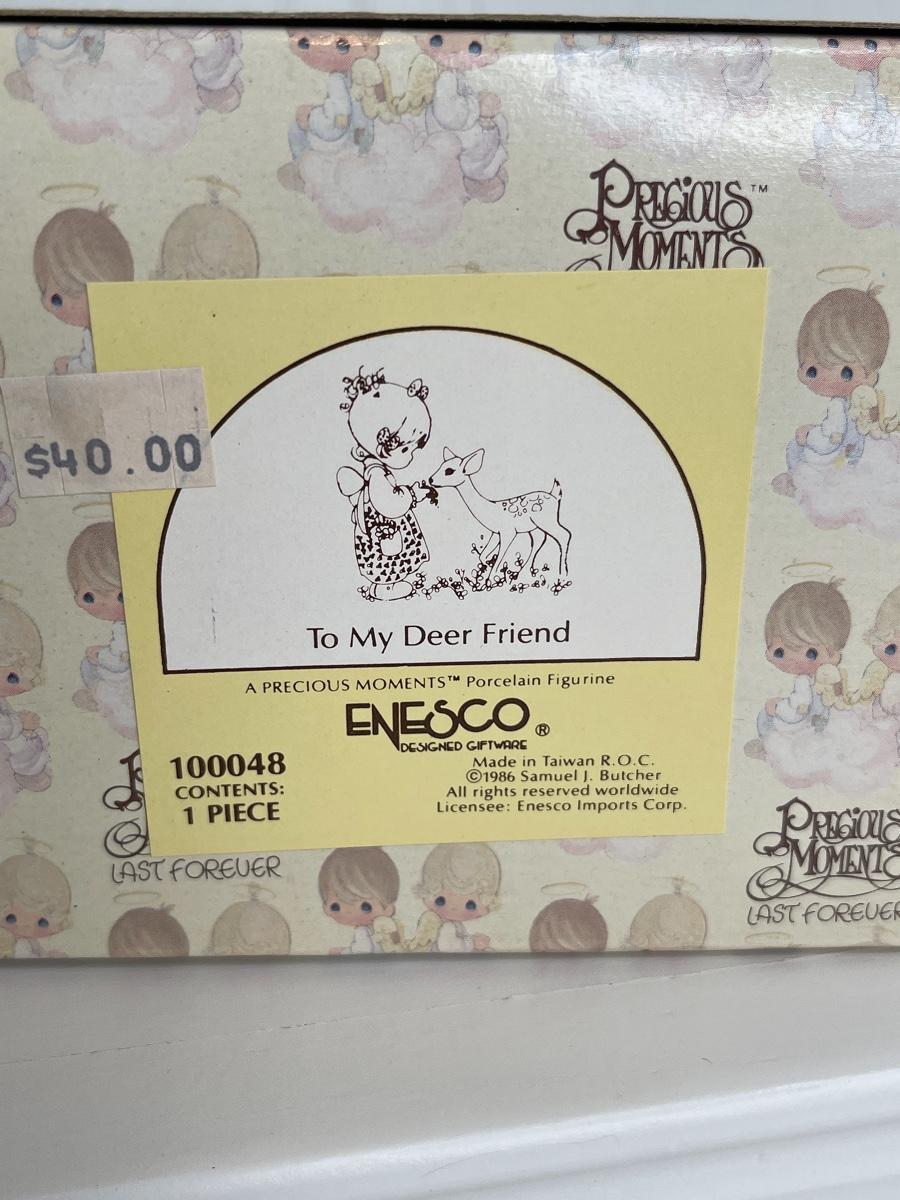 PRECIOUS™
MOMENTS
$40.00
To My Deer Friend
A PRECIOUS MOMENTS™ Porcelain Figurine
ENESCO®
DESIGNED GIFTWARE
100048
CONTENTS:
1 PIECE
Made in Taiwan R.O.C.
©1986 Samuel J. Butcher
All rights reserved worldwide
Licensee: Enesco Imports Corp.
LAST FOREVER
PRECIOUS
MOMENTS
LAST FOREVER